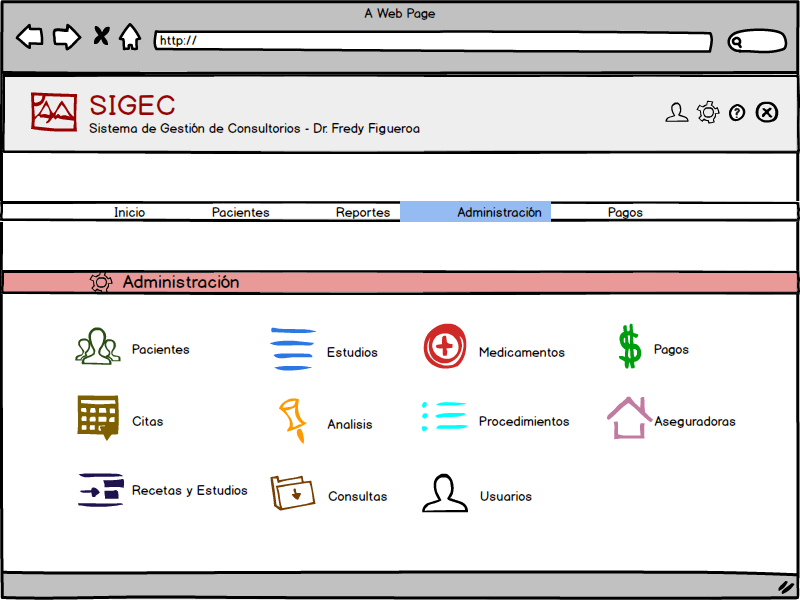 A Web Page
http://
SIGEC
Sistema de Gestión de Consultorios - Dr. Fredy Figueroa
Inicio Pacientes Reportes Administración Pagos
Administración
Pacientes Estudios Medicamentos Pagos
Citas Analisis Procedimientos Aseguradoras
Recetas y Estudios Consultas Usuarios